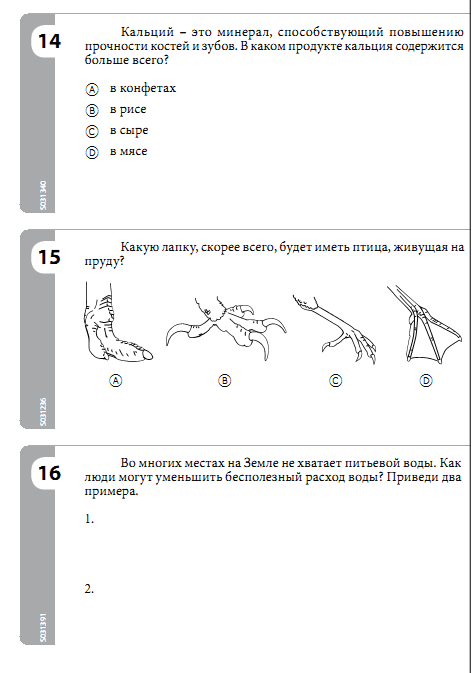 14
Кальций – это минерал, способствующий повышению
прочности костей и зубов. В каком продукте кальция содержится
больше всего?
A в конфетах
B в рисе
C в сыре
D в мясе
S031340
15
Какую лапку, скорее всего, будет иметь птица, живущая на
пруду?
A B C D
S031236
16
Во многих местах на Земле не хватает питьевой воды. Как
люди могут уменьшить бесполезный расход воды? Приведи два
примера.
1.
2.
S031391